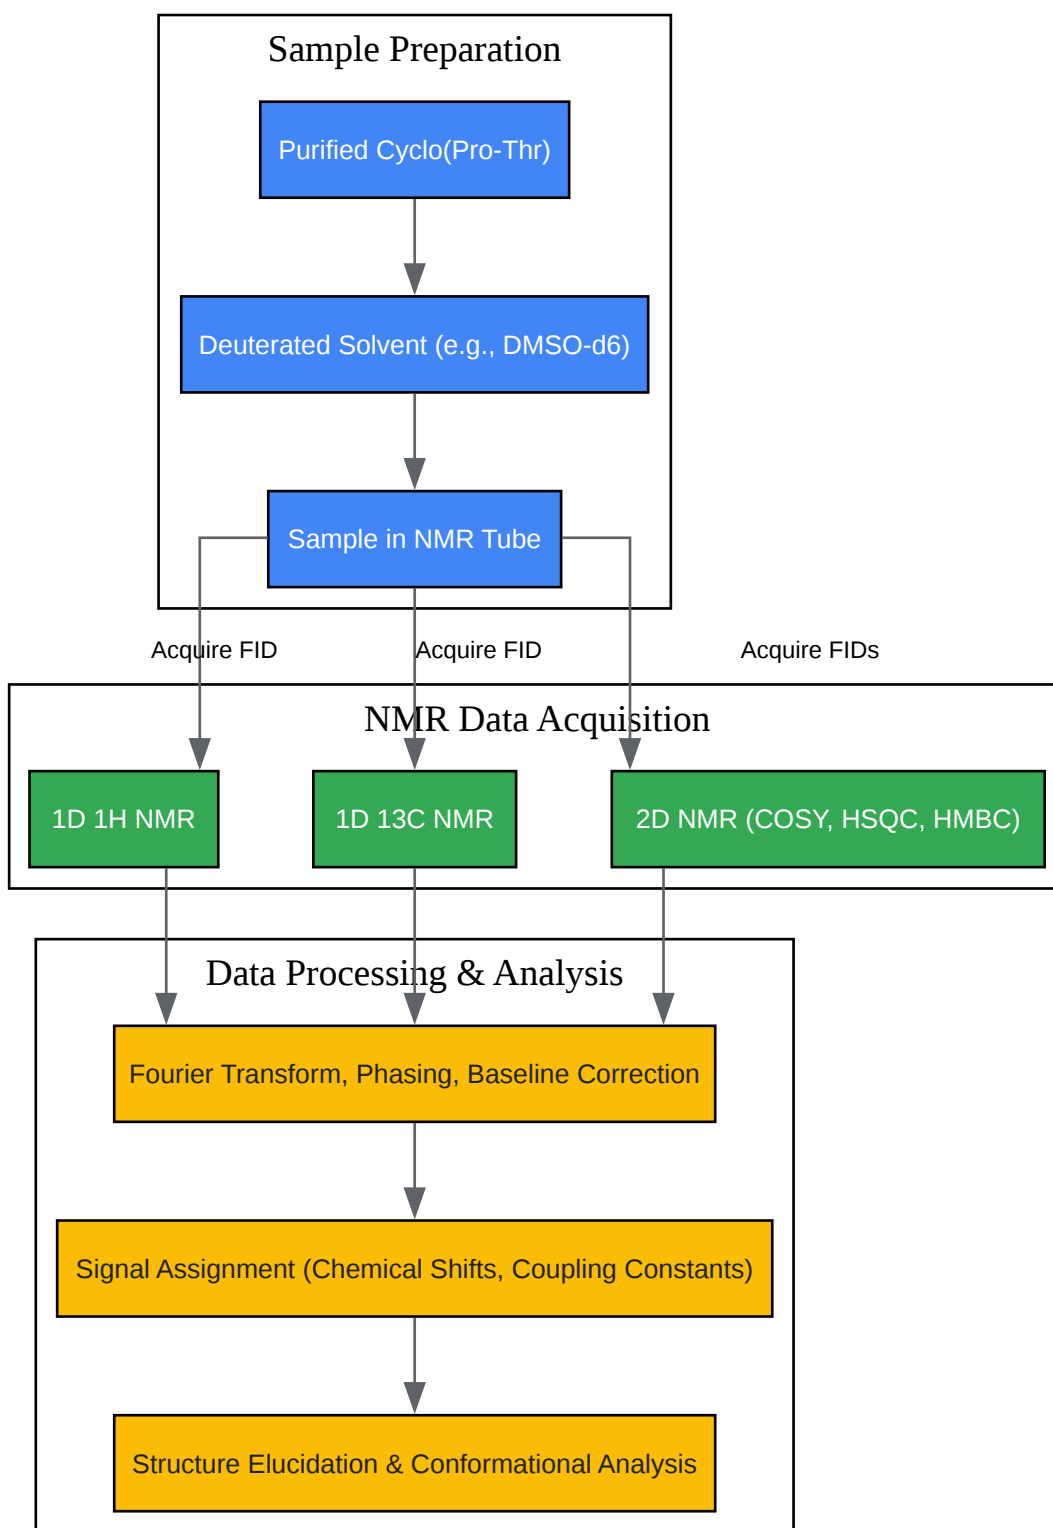 Sample Preparation
Purified Cyclo(Pro-Thr)
Deuterated Solvent (e.g., DMSO-d6)
Sample in NMR Tube
Acquire FID
Acquire FID
Acquire FIDs
NMR Data Acquisition
1D 1H NMR
1D 13C NMR
2D NMR (COSY, HSQC, HMBC)
Data Processing & Analysis
Fourier Transform, Phasing, Baseline Correction
Signal Assignment (Chemical Shifts, Coupling Constants)
Structure Elucidation & Conformational Analysis